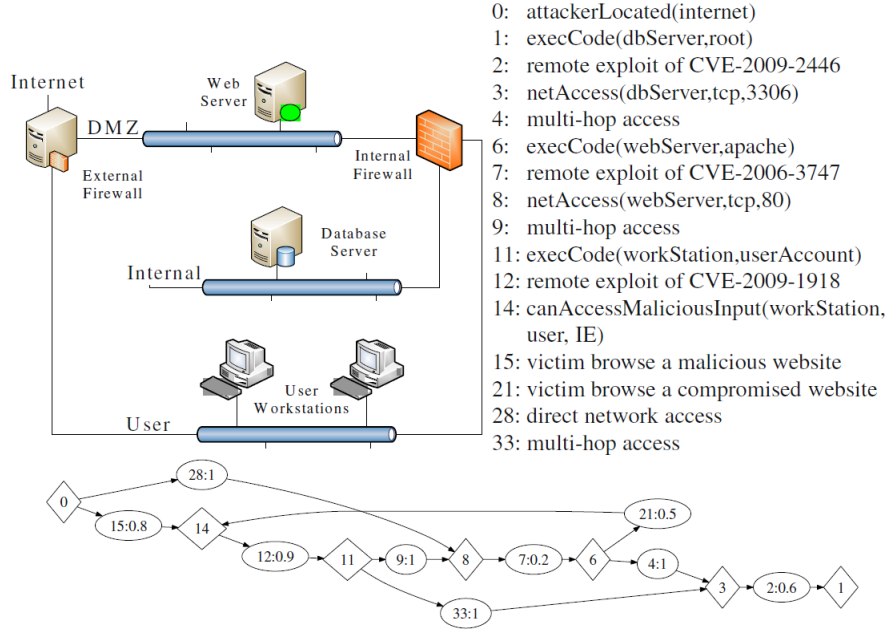 Internet
Web
Server
DMZ
External
Firewall
Internal
Firewall
Database
Server
Internal
User
Workstations
User
0: attackerLocated(internet)
1: execCode(dbServer,root)
2: remote exploit of CVE-2009-2446
3: netAccess(dbServer,tcp,3306)
4: multi-hop access
6: execCode(webServer,apache)
7: remote exploit of CVE-2006-3747
8: netAccess(webServer,tcp,80)
9: multi-hop access
11: execCode(workStation,userAccount)
12: remote exploit of CVE-2009-1918
14: canAccessMaliciousInput(workStation,
user, IE)
15: victim browse a malicious website
21: victim browse a compromised website
28: direct network access
33: multi-hop access
28:1
0
15:0.8
14
21:0.5
12:0.9
11
9:1
8
7:0.2
6
4:1
33:1
3
2:0.6
1